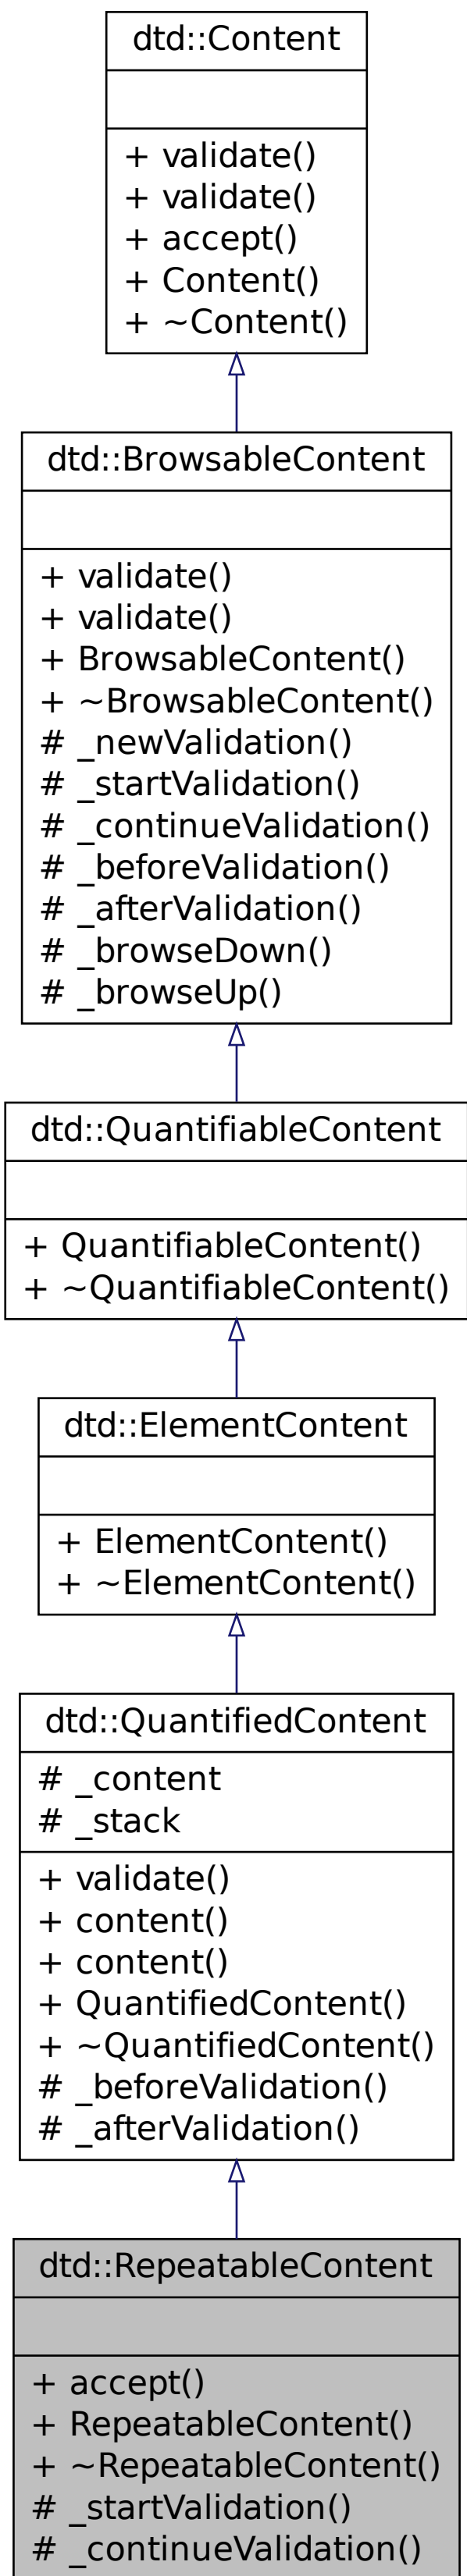 dtd::Content
+ validate()
+ validate()
+ accept()
+ Content()
+ ~Content()
dtd::BrowsableContent
+ validate()
+ validate()
+ BrowsableContent()
+ ~BrowsableContent()
# _newValidation()
# _startValidation()
# _continueValidation()
# _beforeValidation()
# _afterValidation()
# _browseDown()
# _browseUp()
dtd::QuantifiableContent
+ QuantifiableContent()
+ ~QuantifiableContent()
dtd::ElementContent
+ ElementContent()
+ ~ElementContent()
dtd::QuantifiedContent
# _content
# _stack
+ validate()
+ content()
+ content()
+ QuantifiedContent()
+ ~QuantifiedContent()
# _beforeValidation()
# _afterValidation()
dtd::RepeatableContent
+ accept()
+ RepeatableContent()
+ ~RepeatableContent()
# _startValidation()
# _continueValidation()